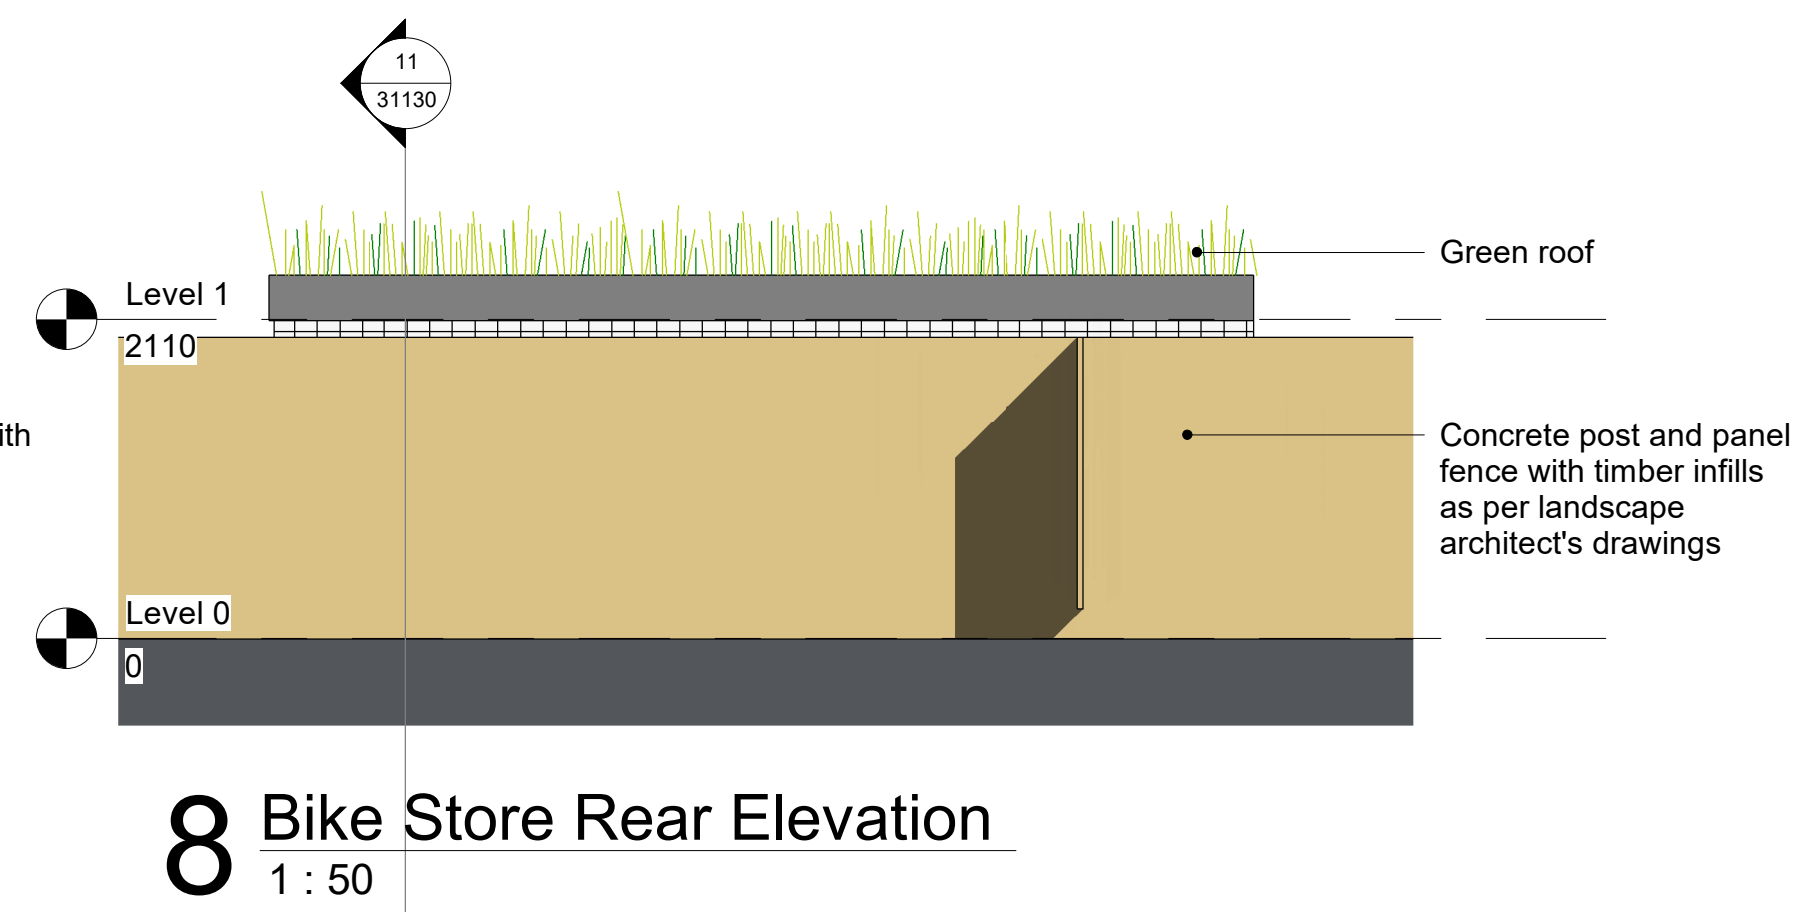 11
31130
Green roof
Level 1
2110
ith
Concrete post and panel
fence with timber infills
as per landscape
architect's drawings
Level 0
0
8 Bike Store Rear Elevation
1 : 50